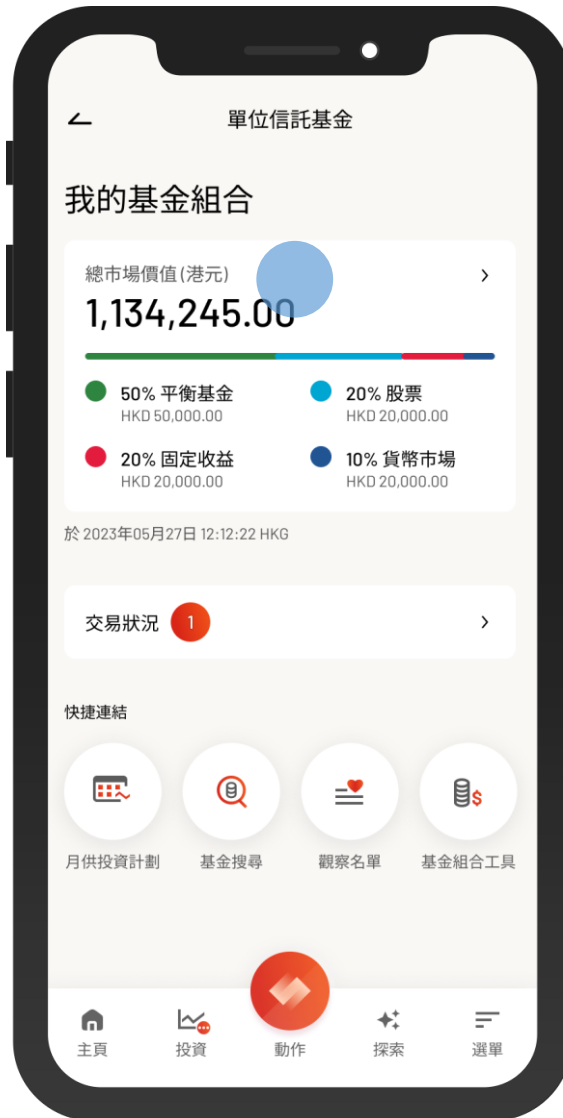 單位信託基金
我的基金組合
總市場價值(港元)
1,134,245.00
50% 平衡基金
HKD 50,000.00
20% 股票
HKD 20,000.00
20% 固定收益
HKD 20,000.00
10% 貨幣市場
HKD 20,000.00
於 2023年05月27日 12:12:22 HKG
交易狀況 1
快捷連結
月供投資計劃 基金搜尋 觀察名單 基金組合工具
主頁 投資 動作 探索 選單